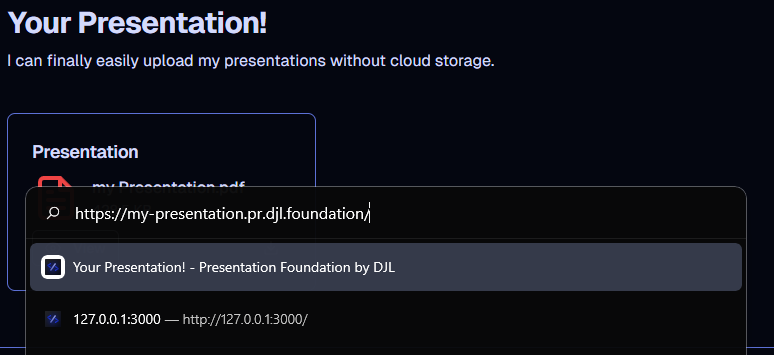 Your Presentation!
I can finally easily upload my presentations without cloud storage.
Presentation
my Presentation.pdf
https://my-presentation.pr.djl.foundation/
Your Presentation! - Presentation Foundation by DJL
127.0.0.1:3000 — http://127.0.0.1:3000/